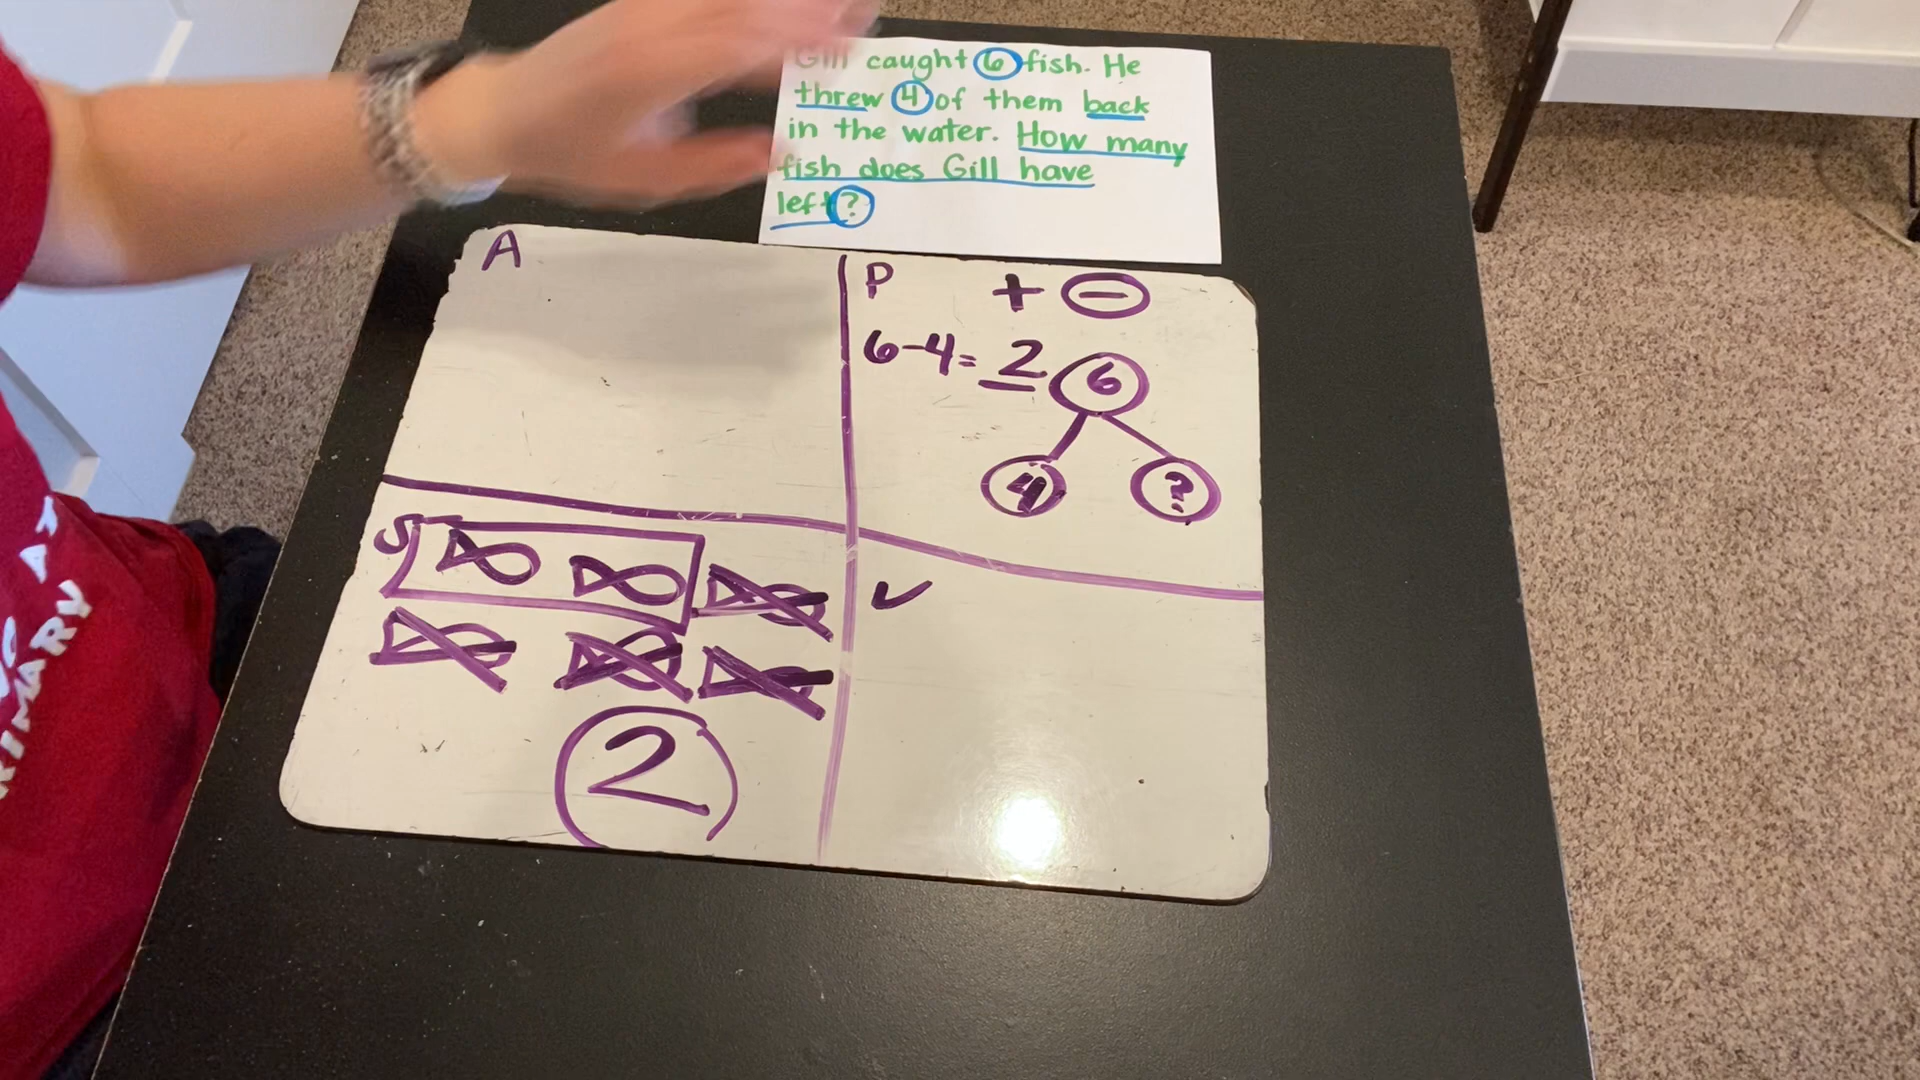 Gill caught 6 fish. He
threw 4 of them back
in the water. How many
fish does Gill have
left?
A
P
+ -
6-4=2
6
4 ?
S
2
✓